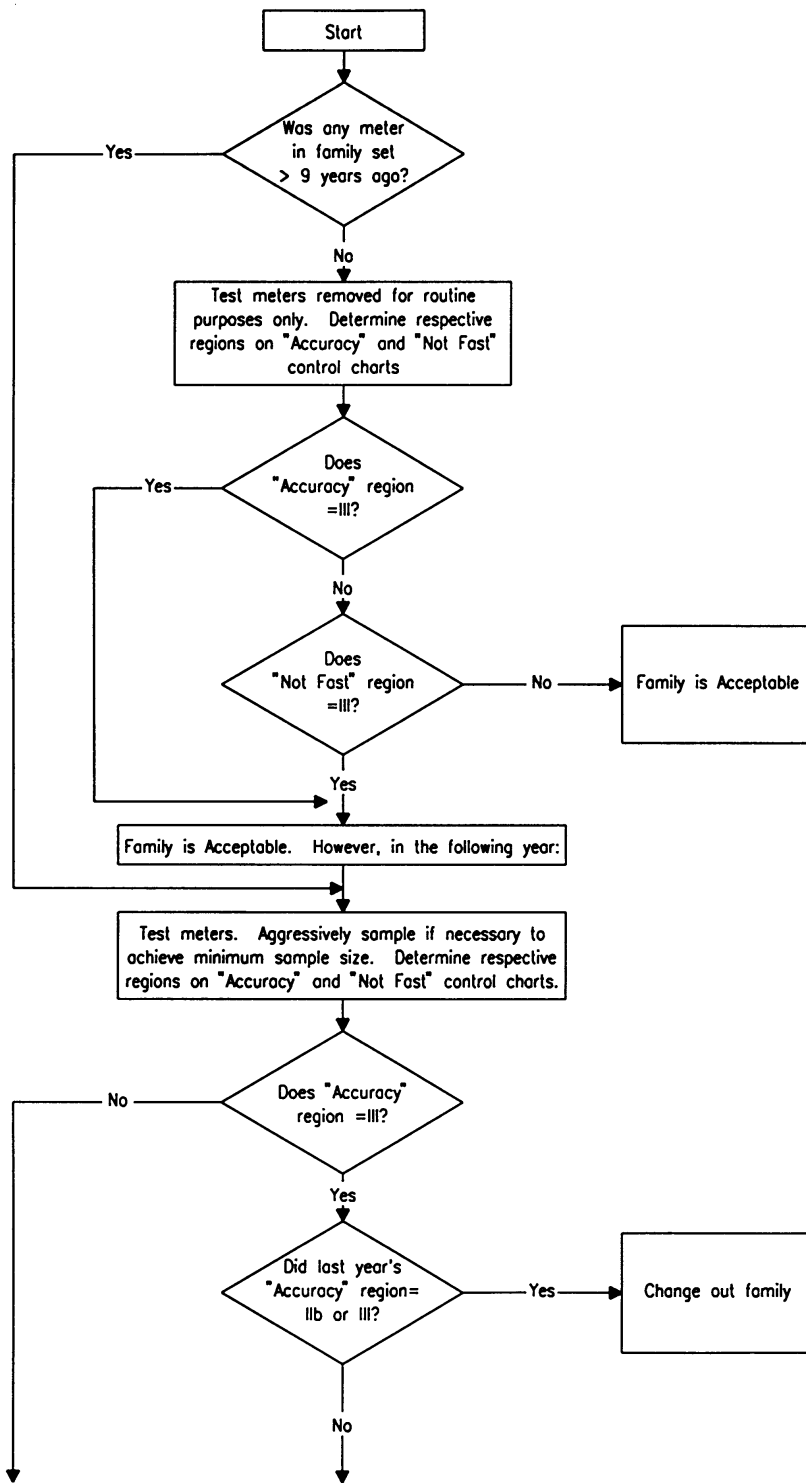 Start
Was any meter
in family set
> 9 years ago?
Yes
No
Test meters removed for routine
purposes only. Determine respective
regions on "Accuracy" and "Not Fast"
control charts
Does
"Accuracy" region
=III?
Yes
No
Does
"Not Fast" region
=III?
No
Family is Acceptable
Yes
Family is Acceptable. However, in the following year:
Test meters. Aggressively sample if necessary to
achieve minimum sample size. Determine respective
regions on "Accuracy" and "Not Fast" control charts.
Does "Accuracy"
region =III?
No
Yes
Did last year's
"Accuracy" region=
IIb or III?
Yes
Change out family
No